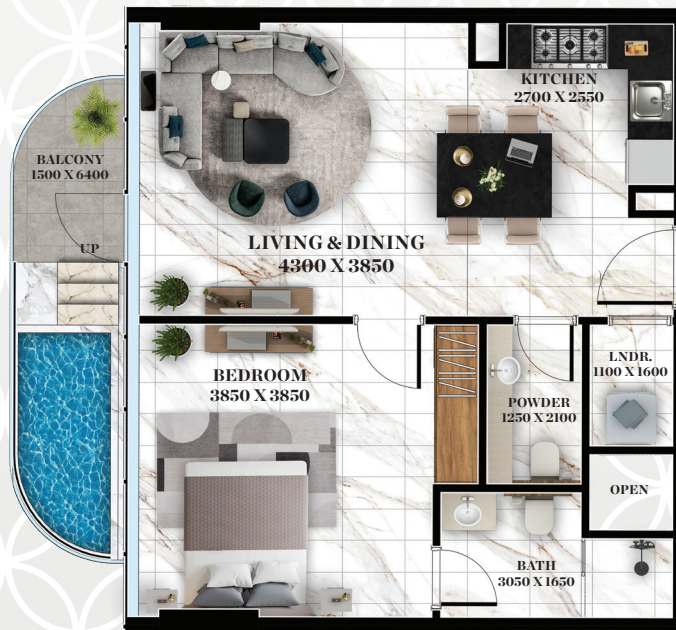 KITCHEN
2700 X 2550
BALCONY
1500 X 6400
UP
LIVING & DINING
4300 X 3850
BEDROOM
3850 X 3850
LNDR.
1100 X 1600
POWDER
1250 X 2100
OPEN
BATH
3050 X 1650